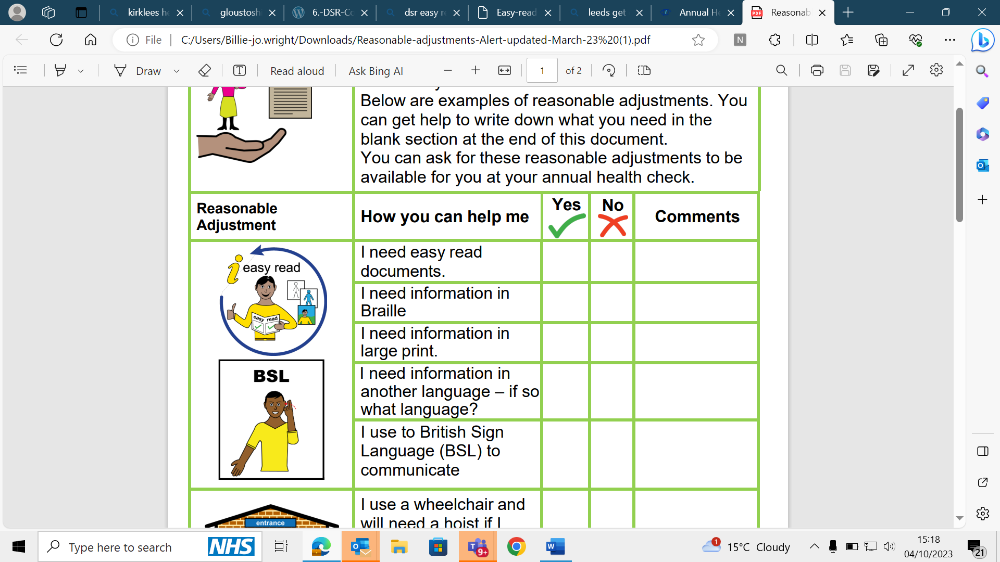 kirklees he
gloustosh
6.-DSR-Co
dsr easy r
Easy-read
leeds get
Annual He
PDF
Reasonab
File
C:/Users/Billie-jo.wright/Downloads/Reasonable-adjustments-Alert-updated-March-23%20(1).pdf
N
Draw
T
Read aloud
Ask Bing AI
1
of 2
Below are examples of reasonable adjustments. You
can get help to write down what you need in the
blank section at the end of this document.
You can ask for these reasonable adjustments to be
available for you at your annual health check.
Reasonable
Adjustment
How you can help me
Yes
No
Comments
i easy read
easy read
I need easy read
documents.
I need information in
Braille
I need information in
large print.
BSL
I need information in
another language – if so
what language?
I use to British Sign
Language (BSL) to
communicate
entrance
I use a wheelchair and
will need a hoist if I
Type here to search
NHS
9+
W
1
15°C Cloudy
15:18
04/10/2023
21